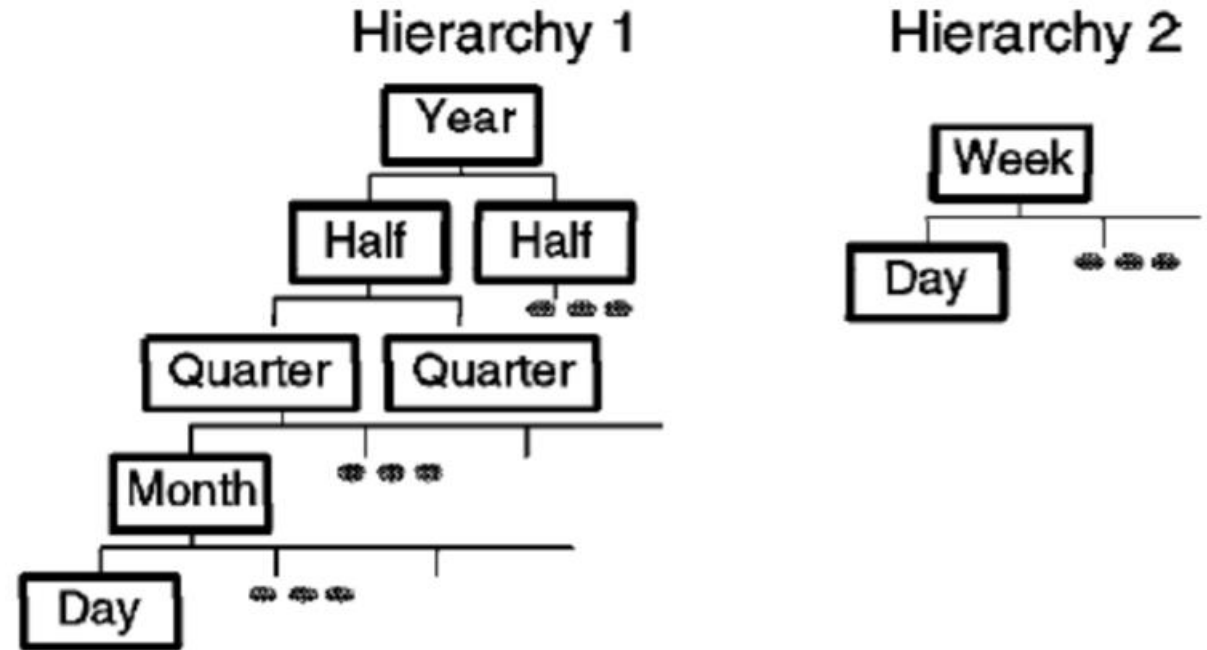 Hierarchy 1
Year
Half Half
Quarter Quarter
Month
Day
Hierarchy 2
Week
Day